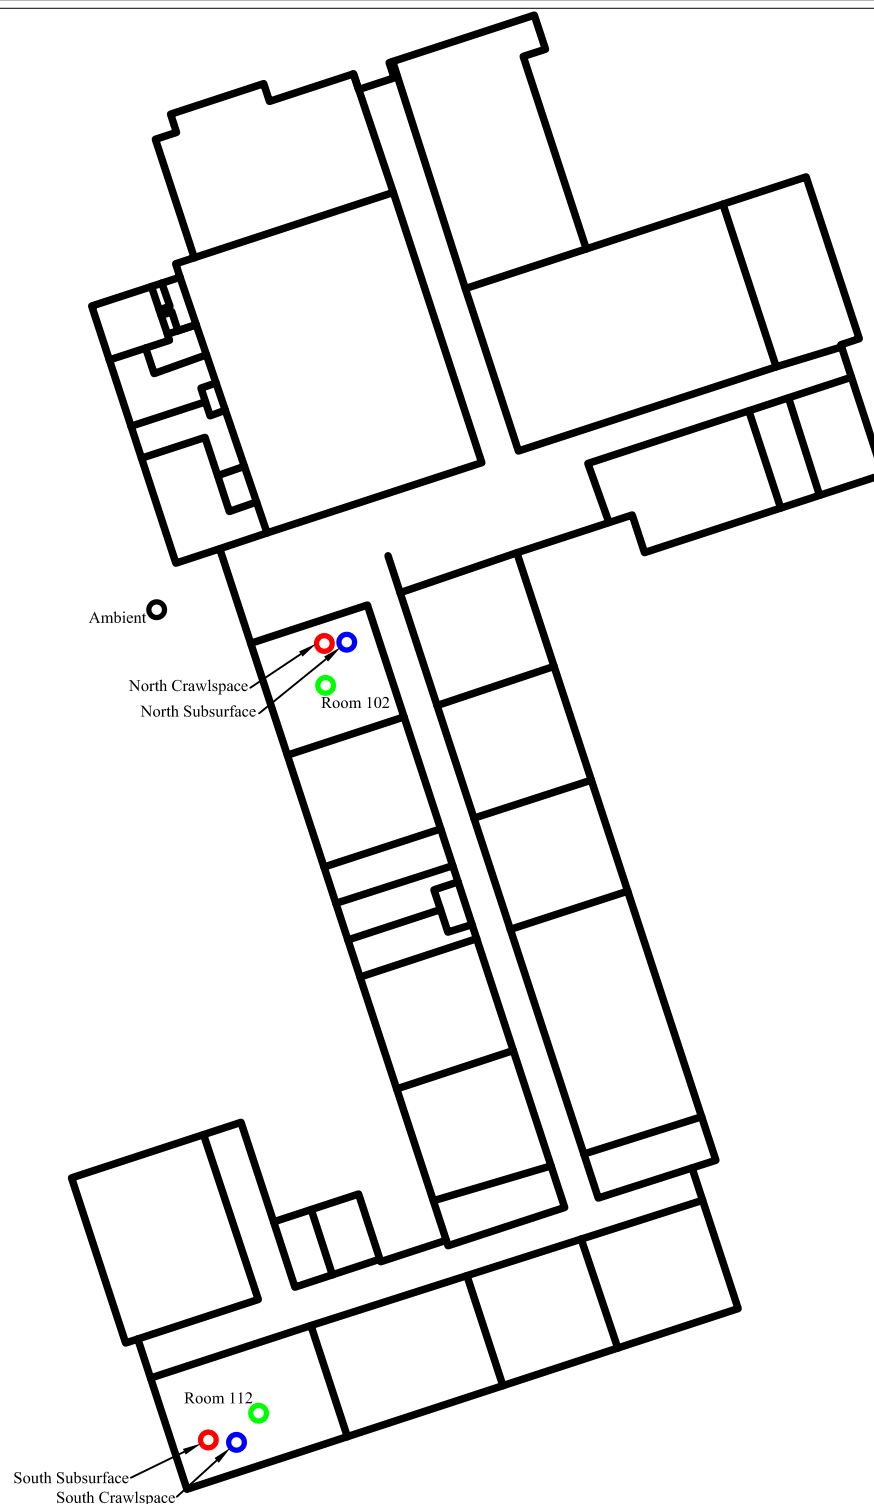 Ambient
North Crawlspace
North Subsurface
Room 102
Room 112
South Subsurface
South Crawlspace